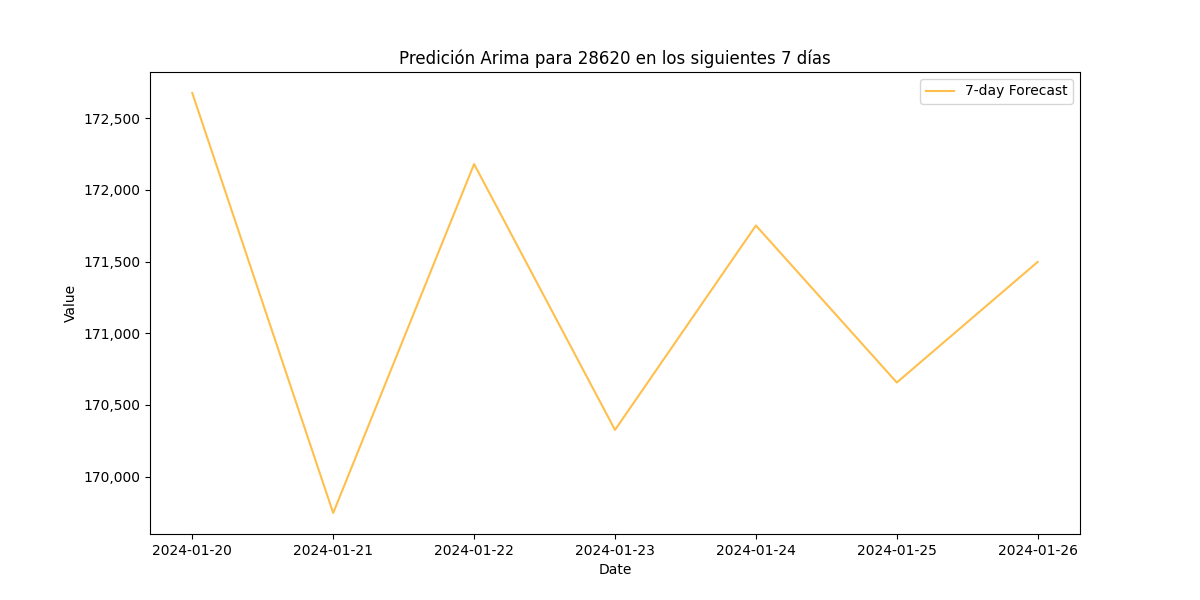 Predición Arima para 28620 en los siguientes 7 días
7-day Forecast
Value
172,500
172,000
171,500
171,000
170,500
170,000
2024-01-20 2024-01-21 2024-01-22 2024-01-23 2024-01-24 2024-01-25 2024-01-26
Date